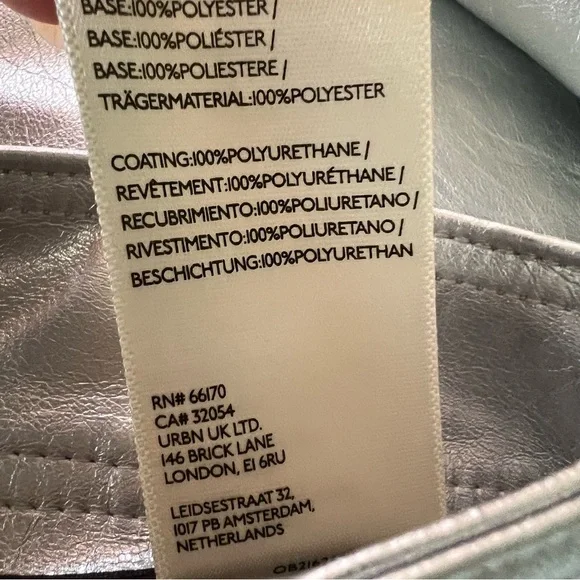 BASE:100%POLYESTER /
BASE:100%POLIÉSTER /
BASE:100%POLIESTERE /
TRÄGERMATERIAL:100%POLYESTER
COATING:100%POLYURETHANE /
REVÊTEMENT:100%POLYURÉTHANE /
RECUBRIMIENTO:100%POLIURETANO /
RIVESTIMENTO:100%POLIURETANO /
BESCHICHTUNG:100%POLYURETHAN
RN# 66170
CA# 32054
URBN UK LTD.
146 BRICK LANE
LONDON, E1 6RU
LEIDSESTRAAT 32,
1017 PB AMSTERDAM,
NETHERLANDS